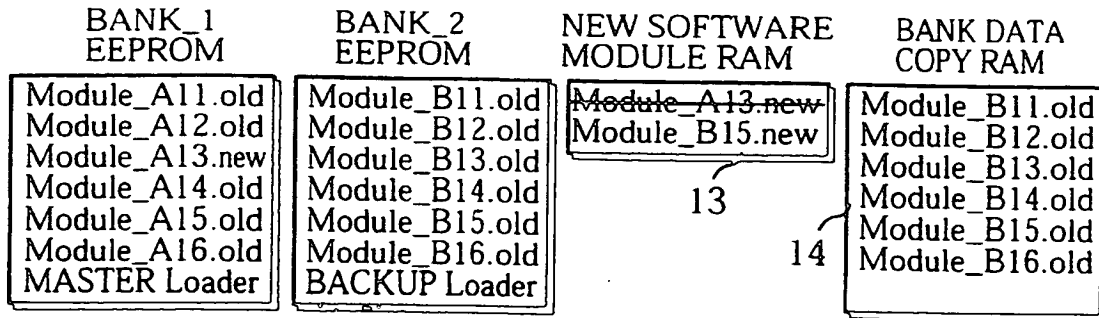 BANK_1
EEPROM
Module_A11.old
Module_A12.old
Module_A13.new
Module_A14.old
Module_A15.old
Module_A16.old
MASTER Loader
BANK_2
EEPROM
Module_B11.old
Module_B12.old
Module_B13.old
Module_B14.old
Module_B15.old
Module_B16.old
BACKUP Loader
NEW SOFTWARE
MODULE RAM
Module_A13.new
Module_B15.new
13
BANK DATA
COPY RAM
Module_B11.old
Module_B12.old
Module_B13.old
Module_B14.old
Module_B15.old
Module_B16.old
14